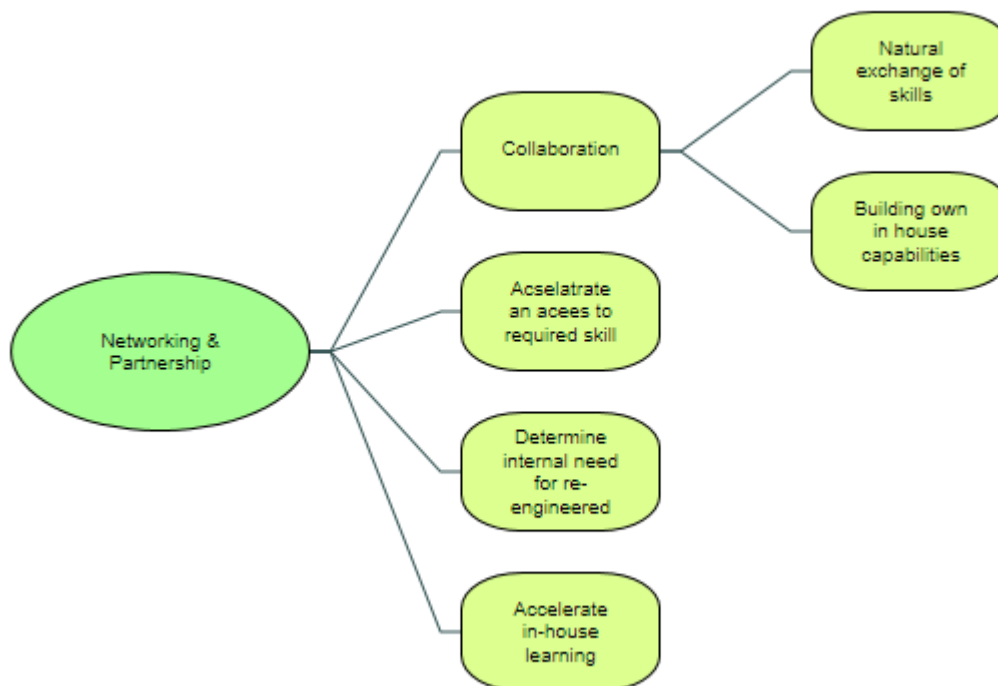 Networking &
Partnership
Collaboration
Natural
exchange of
skills
Building own
in house
capabilities
Acselatrate
an acees to
required skill
Determine
internal need
for re-
engineered
Accelerate
in-house
learning